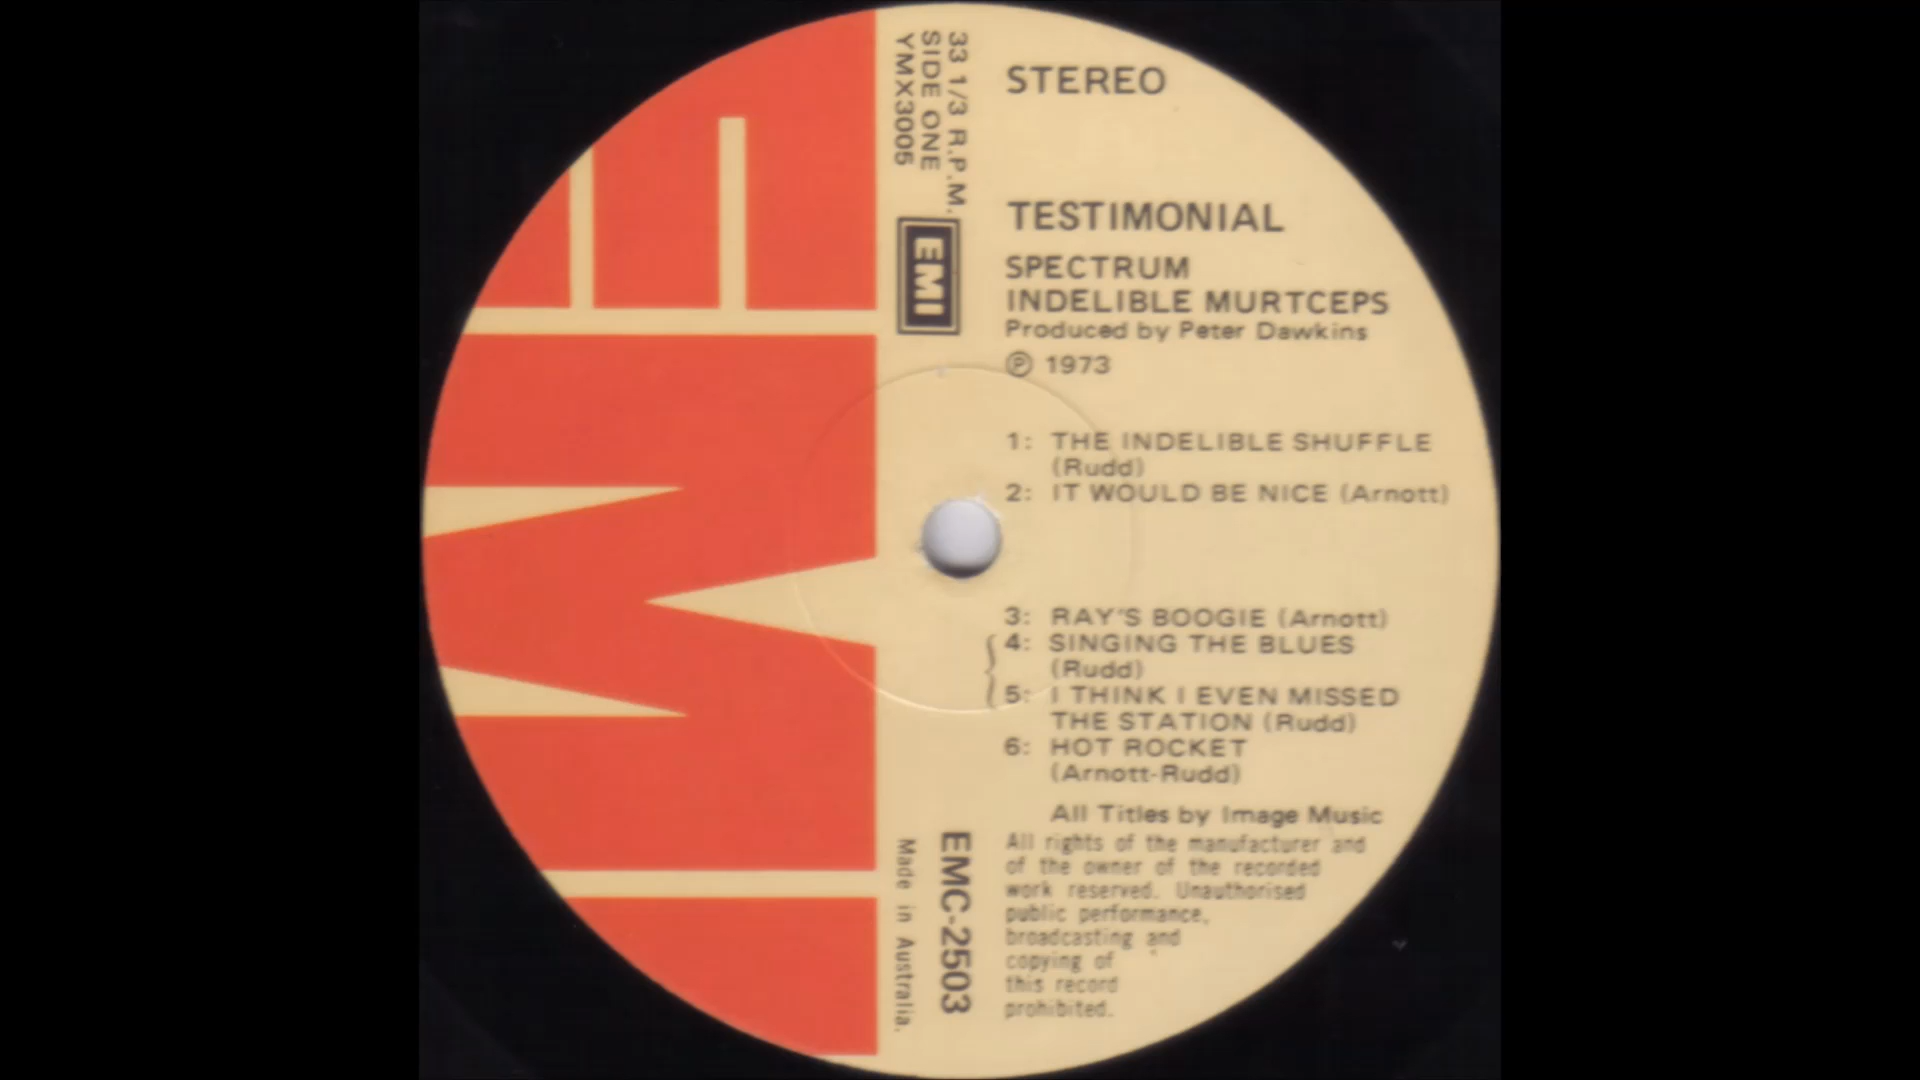 33 1/3 R.P.M.
SIDE ONE
YMX3005
EMI
STEREO
TESTIMONIAL
SPECTRUM
INDELIBLE MURTCEPS
Produced by Peter Dawkins
Ⓟ 1973
1: THE INDELIBLE SHUFFLE
(Rudd)
2: IT WOULD BE NICE (Arnott)
3: RAY'S BOOGIE (Arnott)
4: SINGING THE BLUES
(Rudd)
5: I THINK I EVEN MISSED
THE STATION (Rudd)
6: HOT ROCKET
(Arnott-Rudd)
All Titles by Image Music
All rights of the manufacturer and
of the owner of the recorded
work reserved. Unauthorised
public performance,
broadcasting and
copying of
this record
prohibited.
EMC-2503
Made in Australia.